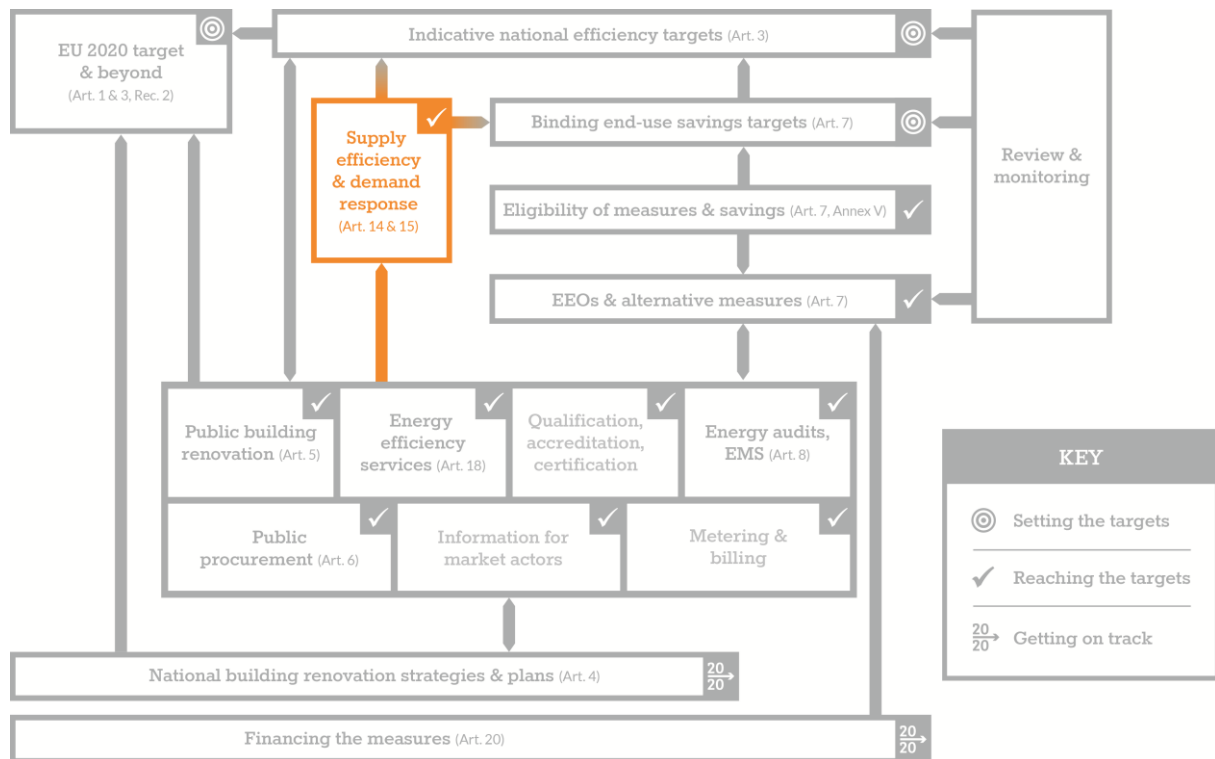 EU 2020 target
& beyond
(Art. 1 & 3, Rec. 2)
Indicative national efficiency targets (Art. 3)
Supply
efficiency
& demand
response
(Art. 14 & 15)
Binding end-use savings targets (Art. 7)
Eligibility of measures & savings (Art. 7, Annex V)
EEOs & alternative measures (Art. 7)
Review &
monitoring
Public building
renovation (Art. 5)
Energy
efficiency
services (Art. 18)
Qualification,
accreditation,
certification
Energy audits,
EMS (Art. 8)
Public
procurement (Art. 6)
Information for
market actors
Metering &
billing
National building renovation strategies & plans (Art. 4)
20
20
Financing the measures (Art. 20)
20
20
KEY
Setting the targets
Reaching the targets
20
20
Getting on track